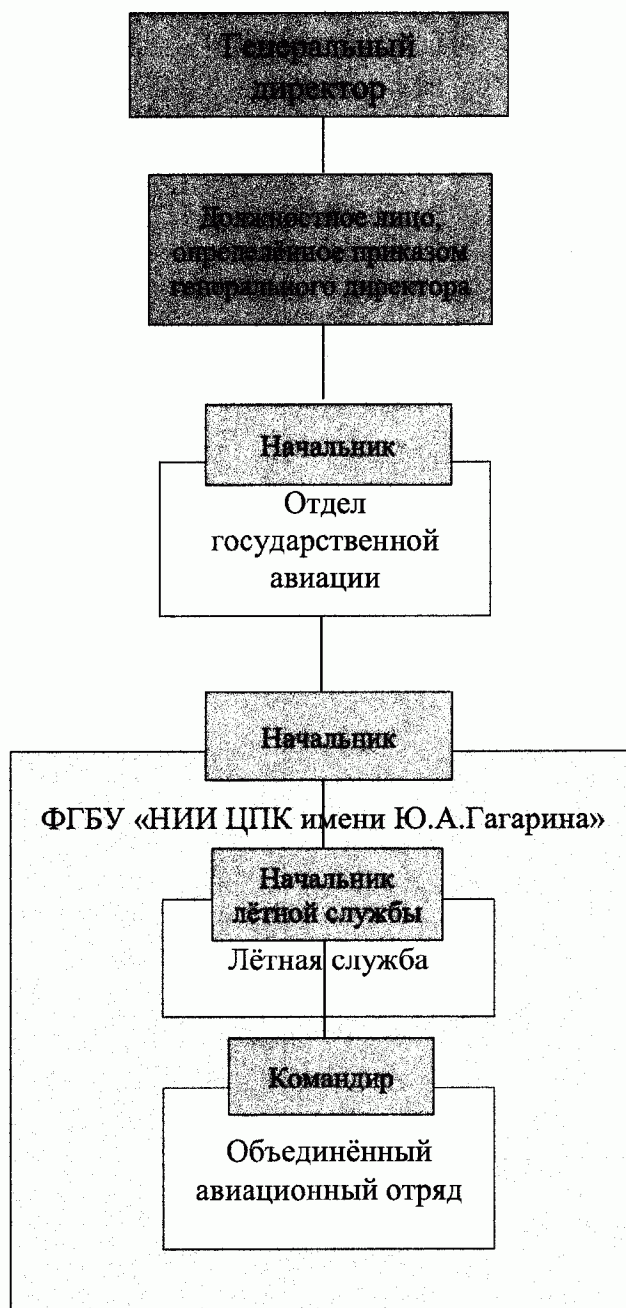 Генеральный
директор
Должностное лицо,
определённое приказом
генерального директора
Начальник
Отдел
государственной
авиации
Начальник
ФГБУ «НИИ ЦПК имени Ю.А.Гагарина»
Начальник
лётной службы
Лётная служба
Командир
Объединённый
авиационный отряд